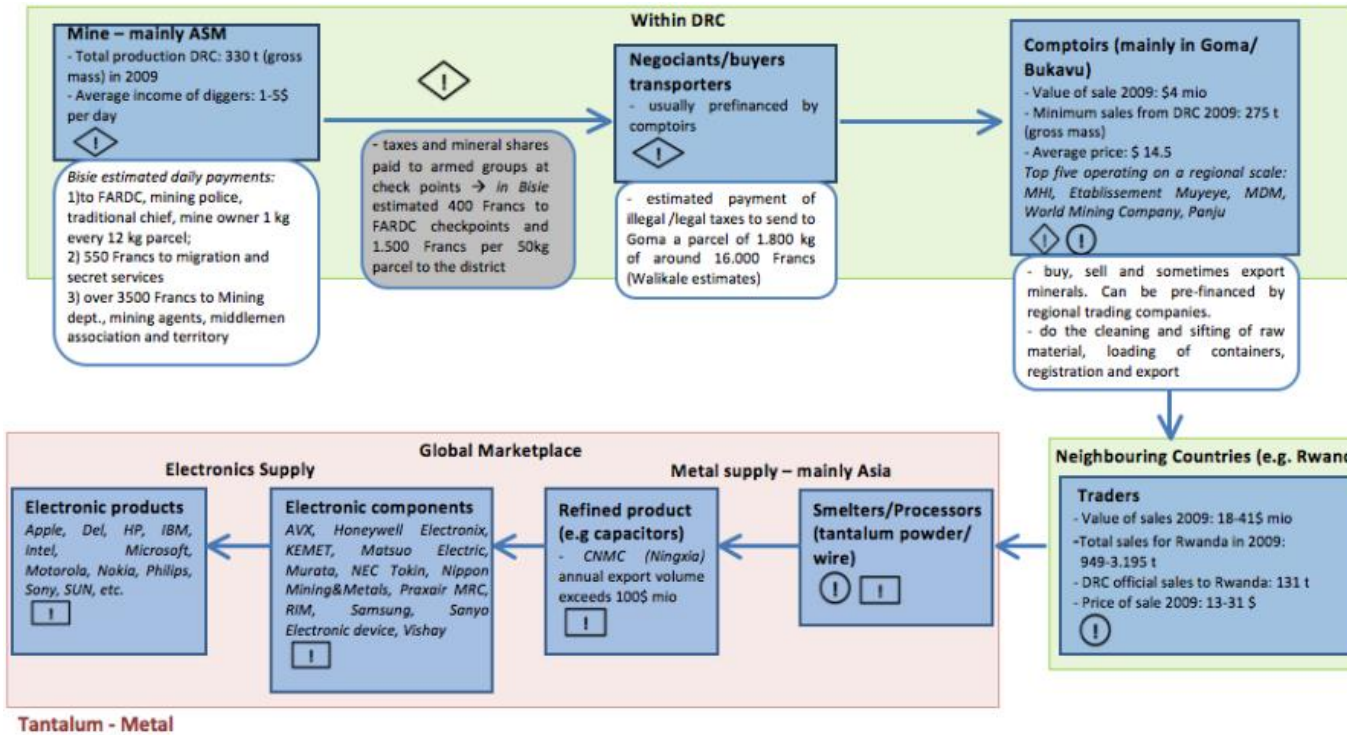 Within DRC
Mine – mainly ASM
- Total production DRC: 330 t (gross
mass) in 2009
- Average income of diggers: 1-5$
per day
!
Bisie estimated daily payments:
1)to FARDC, mining police,
traditional chief, mine owner 1 kg
every 12 kg parcel;
2) 550 Francs to migration and
secret services
3) over 3500 Francs to Mining
dept., mining agents, middlemen
association and territory
!
- taxes and mineral shares
paid to armed groups at
check points → in Bisie
estimated 400 Francs to
FARDC checkpoints and
1.500 Francs per 50kg
parcel to the district
Negociants/buyers
transporters
- usually prefinanced by
comptoirs
!
- estimated payment of
illegal /legal taxes to send to
Goma a parcel of 1.800 kg
of around 16.000 Francs
(Walikale estimates)
Comptoirs (mainly in Goma/
Bukavu)
- Value of sale 2009: $4 mio
- Minimum sales from DRC 2009: 275 t
(gross mass)
- Average price: $ 14.5
Top five operating on a regional scale:
MHI, Etablissement Muyeye, MDM,
World Mining Company, Panju
! !
- buy, sell and sometimes export
minerals. Can be pre-financed by
regional trading companies.
- do the cleaning and sifting of raw
material, loading of containers,
registration and export
Neighbouring Countries (e.g. Rwand
Traders
- Value of sales 2009: 18-41$ mio
-Total sales for Rwanda in 2009:
949-3.195 t
- DRC official sales to Rwanda: 131 t
- Price of sale 2009: 13-31 $
!
Global Marketplace
Electronics Supply
Metal supply – mainly Asia
Smelters/Processors
(tantalum powder/
wire)
! !
Refined product
(e.g capacitors)
- CNMC (Ningxia)
annual export volume
exceeds 100$ mio
!
Electronic components
AVX, Honeywell Electronix,
KEMET, Matsuo Electric,
Murata, NEC Tokin, Nippon
Mining&Metals, Praxair MRC,
RIM, Samsung, Sanyo
Electronic device, Vishay
!
Electronic products
Apple, Del, HP, IBM,
Intel, Microsoft,
Motorola, Nokia, Philips,
Sony, SUN, etc.
!
Tantalum - Metal